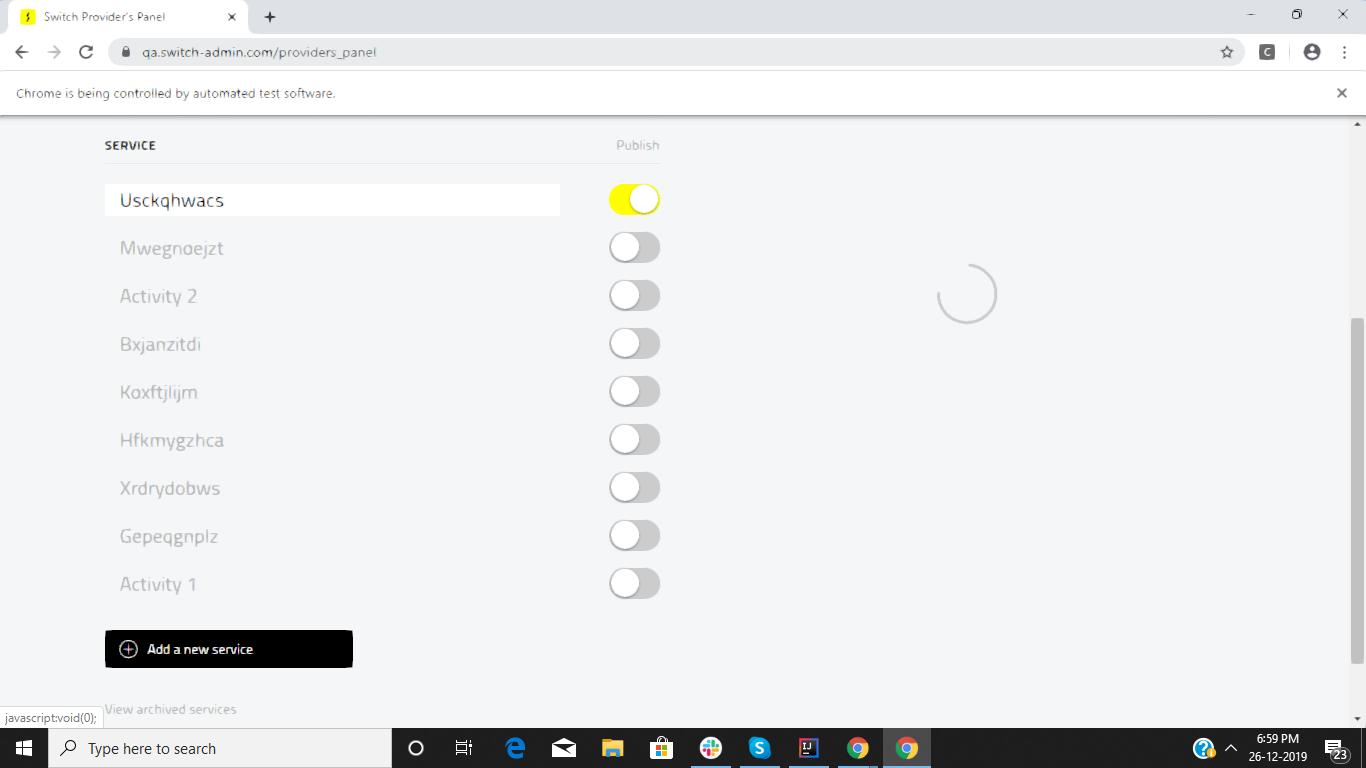 Switch Provider's Panel
qa.switch-admin.com/providers_panel
C
Chrome is being controlled by automated test software.
SERVICE Publish
Usckqhwacs
Mwegnoejzt
Activity 2
Bxjanzitdi
Koxftjlijm
Hfkmygzhca
Xrdrydobws
Gepeqgnplz
Activity 1
Add a new service
View archived services
javascript:void(0);
Type here to search
6:59 PM
26-12-2019
23